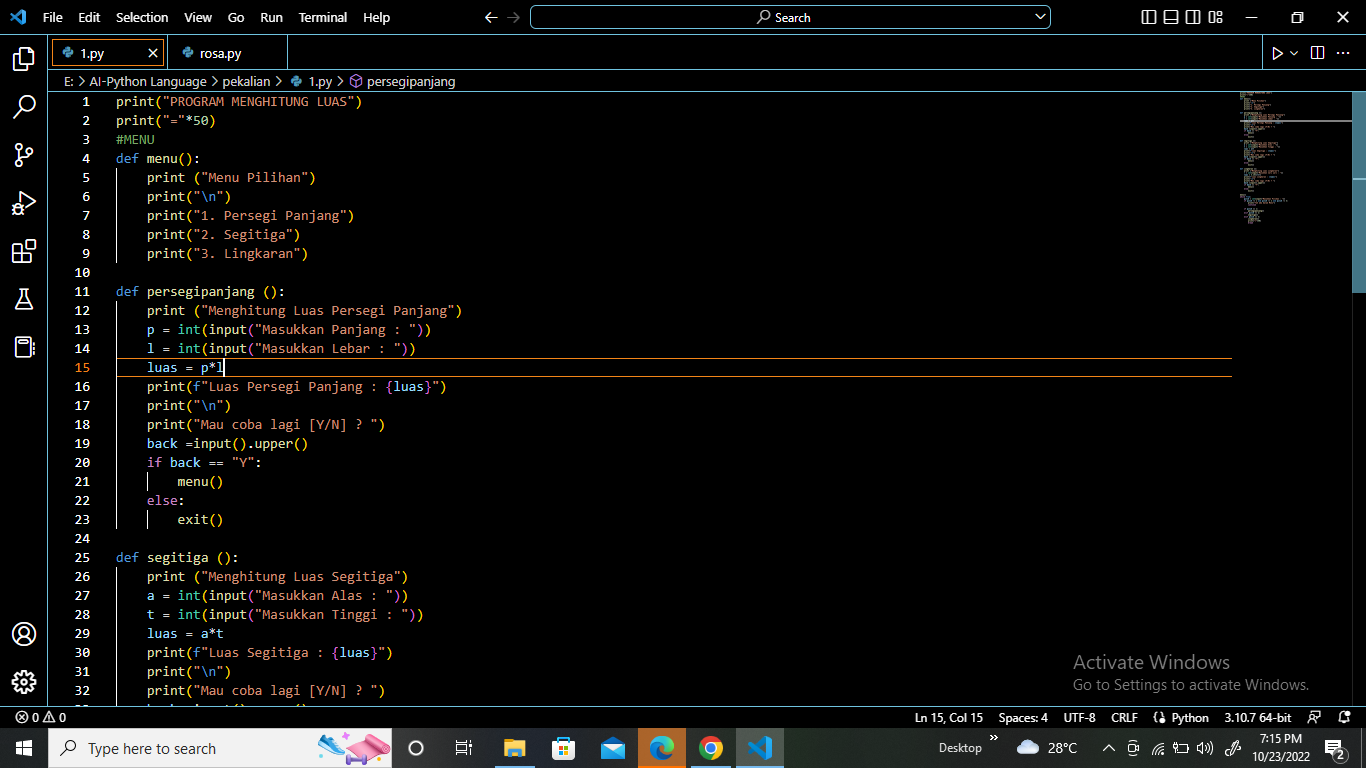 File Edit Selection View Go Run Terminal Help Search
1.py rosa.py
E: > AI-Python Language > pekalian > 1.py > persegipanjang
1 print("PROGRAM MENGHITUNG LUAS")
2 print("="*50)
3 #MENU
4 def menu():
5 print ("Menu Pilihan")
6 print("\n")
7 print("1. Persegi Panjang")
8 print("2. Segitiga")
9 print("3. Lingkaran")
10
11 def persegipanjang ():
12 print ("Menghitung Luas Persegi Panjang")
13 p = int(input("Masukkan Panjang : "))
14 l = int(input("Masukkan Lebar : "))
15 luas = p*l
16 print(f"Luas Persegi Panjang : {luas}")
17 print("\n")
18 print("Mau coba lagi [Y/N] ? ")
19 back =input().upper()
20 if back == "Y":
21 menu()
22 else:
23 exit()
24
25 def segitiga ():
26 print ("Menghitung Luas Segitiga")
27 a = int(input("Masukkan Alas : "))
28 t = int(input("Masukkan Tinggi : "))
29 luas = a*t
30 print(f"Luas Segitiga : {luas}")
31 print("\n")
32 print("Mau coba lagi [Y/N] ? ")
Activate Windows
Go to Settings to activate Windows.
0 0 Ln 15, Col 15 Spaces: 4 UTF-8 CRLF Python 3.10.7 64-bit
Type here to search Desktop 28°C 7:15 PM
10/23/2022 2